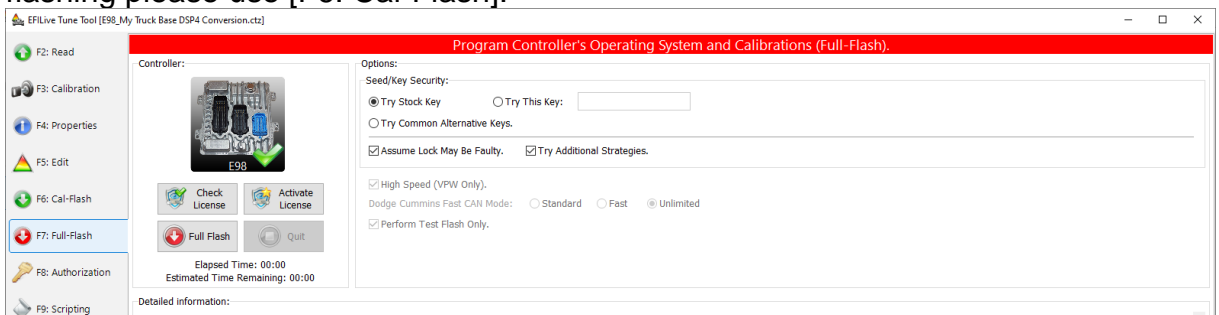 flashing please use [F6: Cal-Flash].
EFILive Tune Tool [E98_My Truck Base DSP4 Conversion.ctz]
F2: Read
F3: Calibration
F4: Properties
F5: Edit
F6: Cal-Flash
F7: Full-Flash
F8: Authorization
F9: Scripting
Program Controller's Operating System and Calibrations (Full-Flash).
Controller:
E98
Check License
Activate License
Full Flash
Quit
Elapsed Time: 00:00
Estimated Time Remaining: 00:00
Options:
Seed/Key Security:
Try Stock Key
Try This Key:
Try Common Alternative Keys.
Assume Lock May Be Faulty.
Try Additional Strategies.
High Speed (VPW Only).
Dodge Cummins Fast CAN Mode:
Standard
Fast
Unlimited
Perform Test Flash Only.
Detailed information: